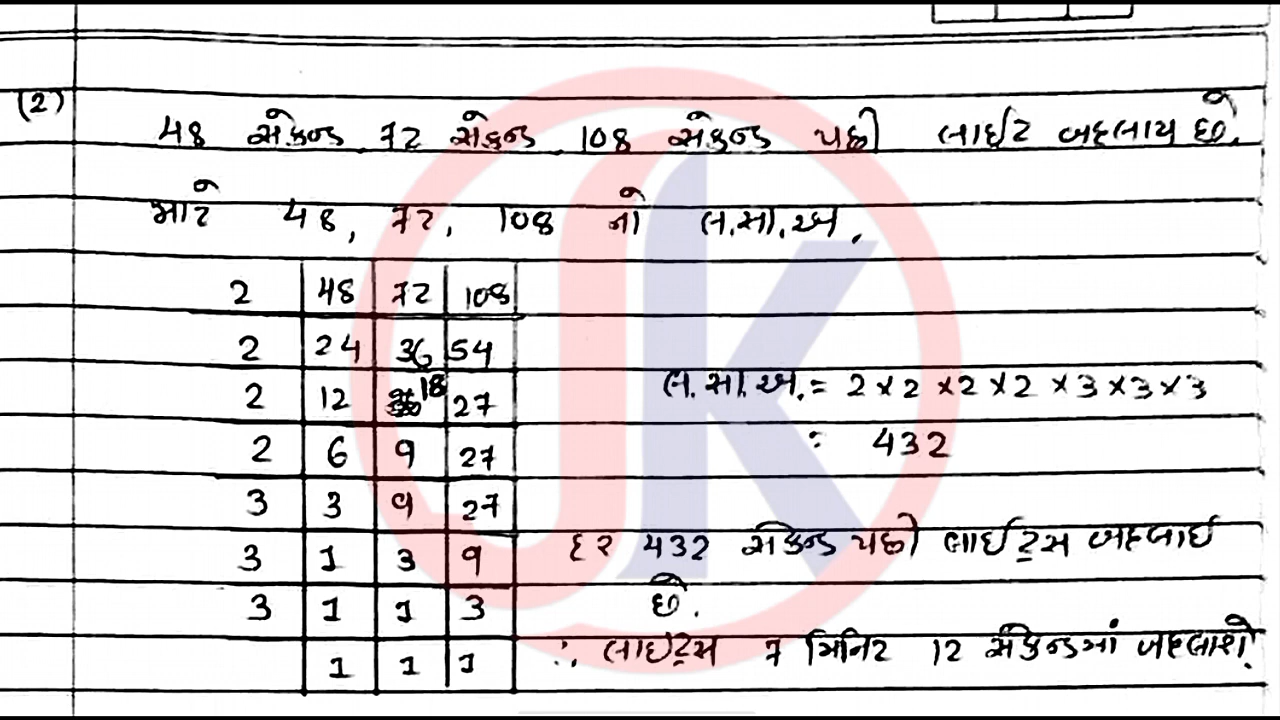 (2)
48 સેકન્ડ 72 સેકન્ડ 108 સેકન્ડ પછી લાઈટ બદલાય છે.
માટે 48, 72, 108 નો લ.સા.અ.
2 48 72 108
2 24 36 54
2 12 18 27
2 6 9 27
3 3 9 27
3 1 3 9
3 1 1 3
1 1 1
લ.સા.અ. = 2 × 2 × 2 × 2 × 3 × 3 × 3
= 432
દર 432 સેકન્ડ પછી લાઈટ્સ બદલાઈ
છે.
∴ લાઈટ્સ 7 મિનિટ 12 સેકન્ડમાં બદલાશે.
JK